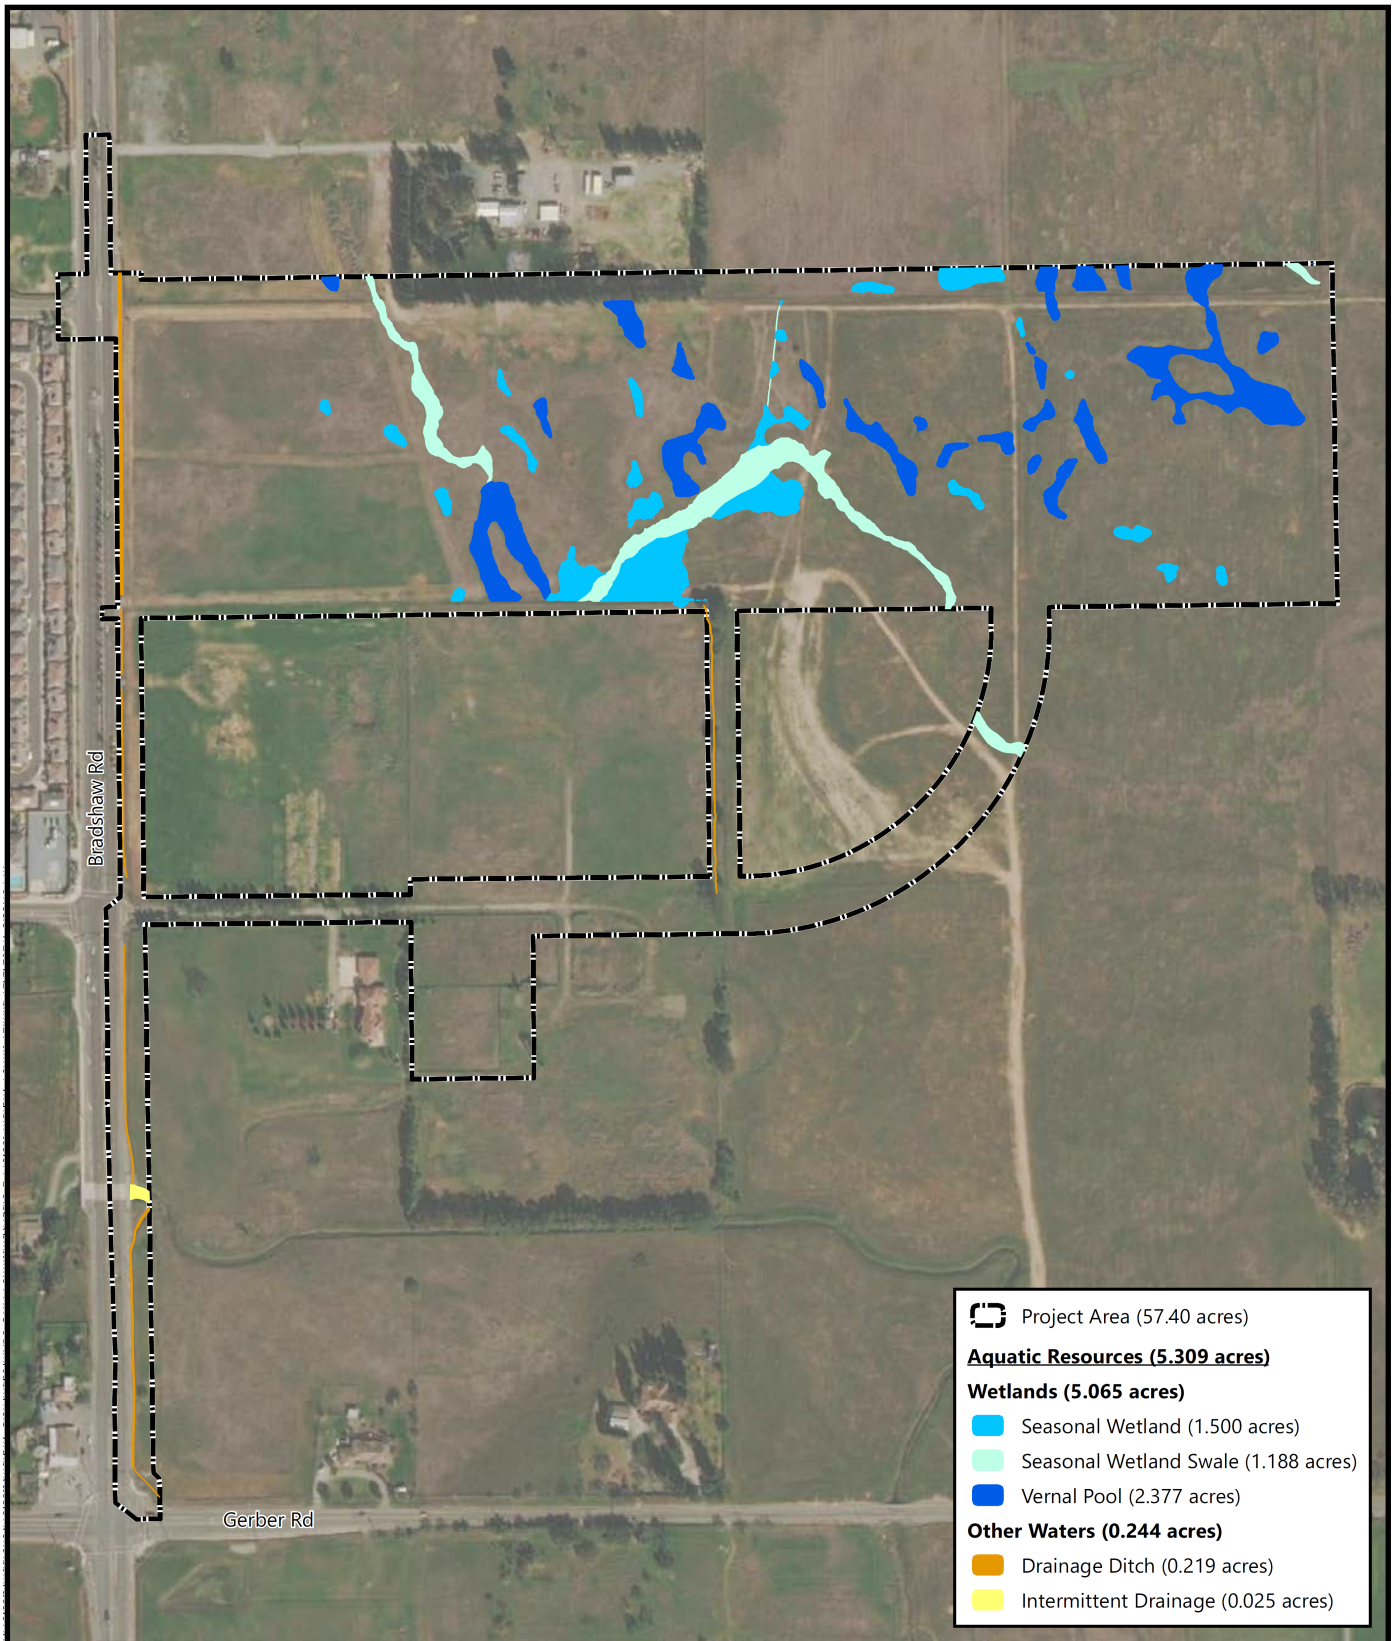 Bradshaw Rd
Gerber Rd
Project Area (57.40 acres)
Aquatic Resources (5.309 acres)
Wetlands (5.065 acres)
Seasonal Wetland (1.500 acres)
Seasonal Wetland Swale (1.188 acres)
Vernal Pool (2.377 acres)
Other Waters (0.244 acres)
Drainage Ditch (0.219 acres)
Intermittent Drainage (0.025 acres)